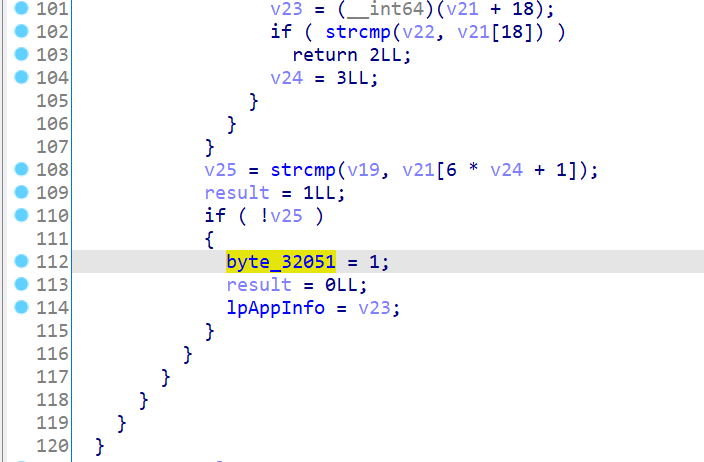 101 v23 = (__int64)(v21 + 18);
102 if ( strcmp(v22, v21[18]) )
103 return 2LL;
104 v24 = 3LL;
105 }
106 }
107 }
108 v25 = strcmp(v19, v21[6 * v24 + 1]);
109 result = 1LL;
110 if ( !v25 )
111 {
112 byte_32051 = 1;
113 result = 0LL;
114 lpAppInfo = v23;
115 }
116 }
117 }
118 }
119 }
120 }